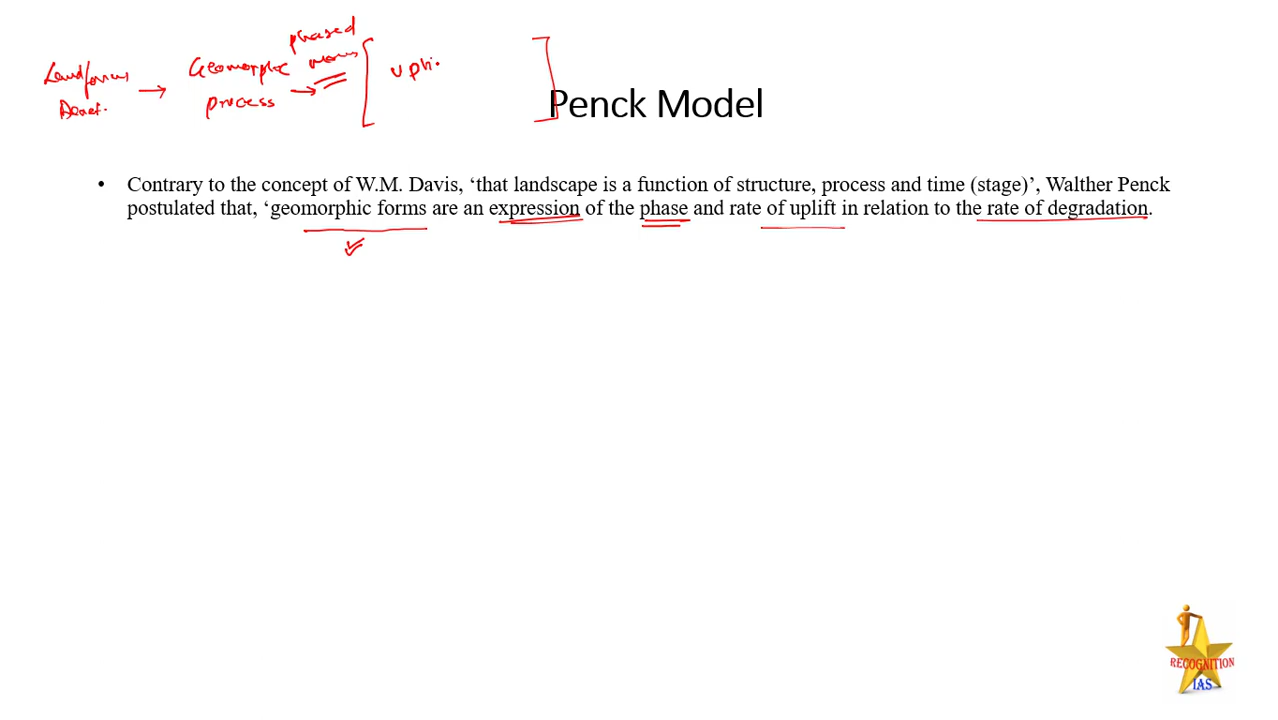 phased
Landforms → Geomorphic
process
uphi.
Penck Model
• Contrary to the concept of W.M. Davis, ‘that landscape is a function of structure, process and time (stage)’, Walther Penck
postulated that, ‘geomorphic forms are an expression of the phase and rate of uplift in relation to the rate of degradation.
RECOGNITION
IAS